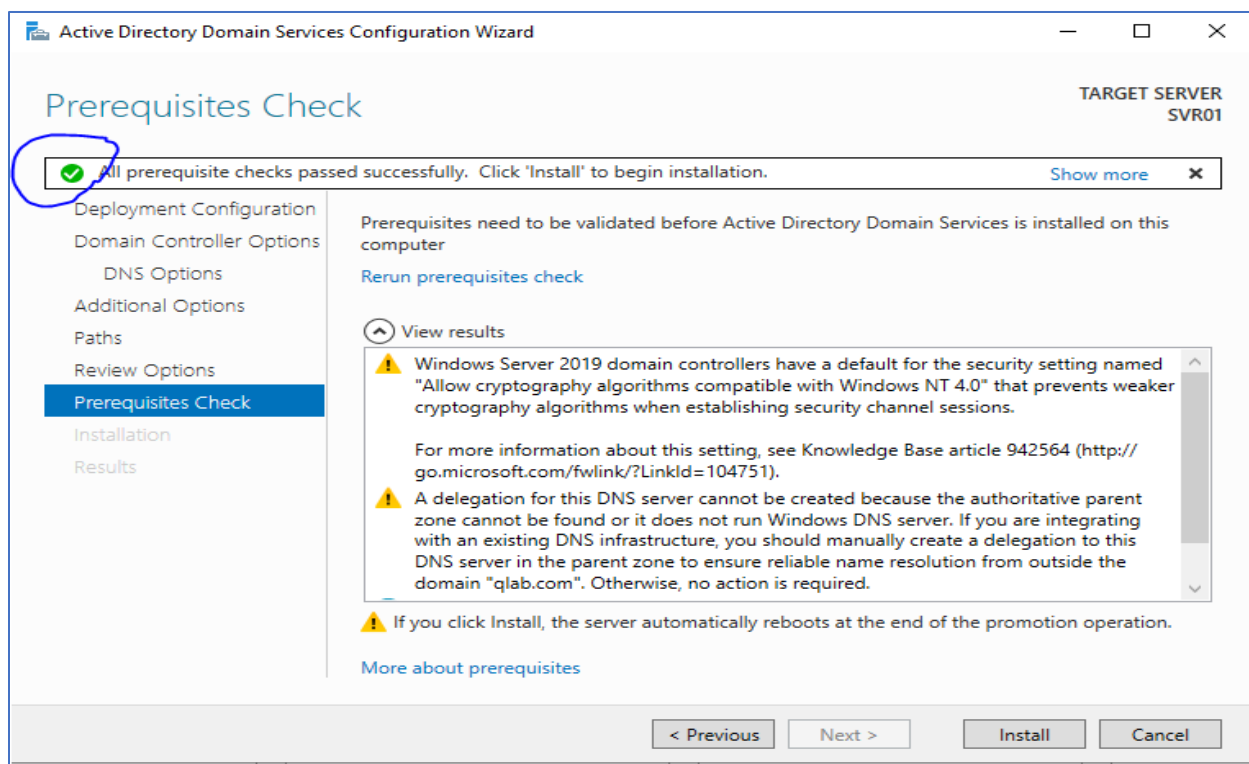 Active Directory Domain Services Configuration Wizard
Prerequisites Check
TARGET SERVER
SVR01
All prerequisite checks passed successfully. Click 'Install' to begin installation.
Show more
Deployment Configuration
Domain Controller Options
DNS Options
Additional Options
Paths
Review Options
Prerequisites Check
Installation
Results
Prerequisites need to be validated before Active Directory Domain Services is installed on this
computer
Rerun prerequisites check
View results
Windows Server 2019 domain controllers have a default for the security setting named
"Allow cryptography algorithms compatible with Windows NT 4.0" that prevents weaker
cryptography algorithms when establishing security channel sessions.
For more information about this setting, see Knowledge Base article 942564 (http://
go.microsoft.com/fwlink/?LinkId=104751).
A delegation for this DNS server cannot be created because the authoritative parent
zone cannot be found or it does not run Windows DNS server. If you are integrating
with an existing DNS infrastructure, you should manually create a delegation to this
DNS server in the parent zone to ensure reliable name resolution from outside the
domain "qlab.com". Otherwise, no action is required.
If you click Install, the server automatically reboots at the end of the promotion operation.
More about prerequisites
< Previous
Next >
Install
Cancel